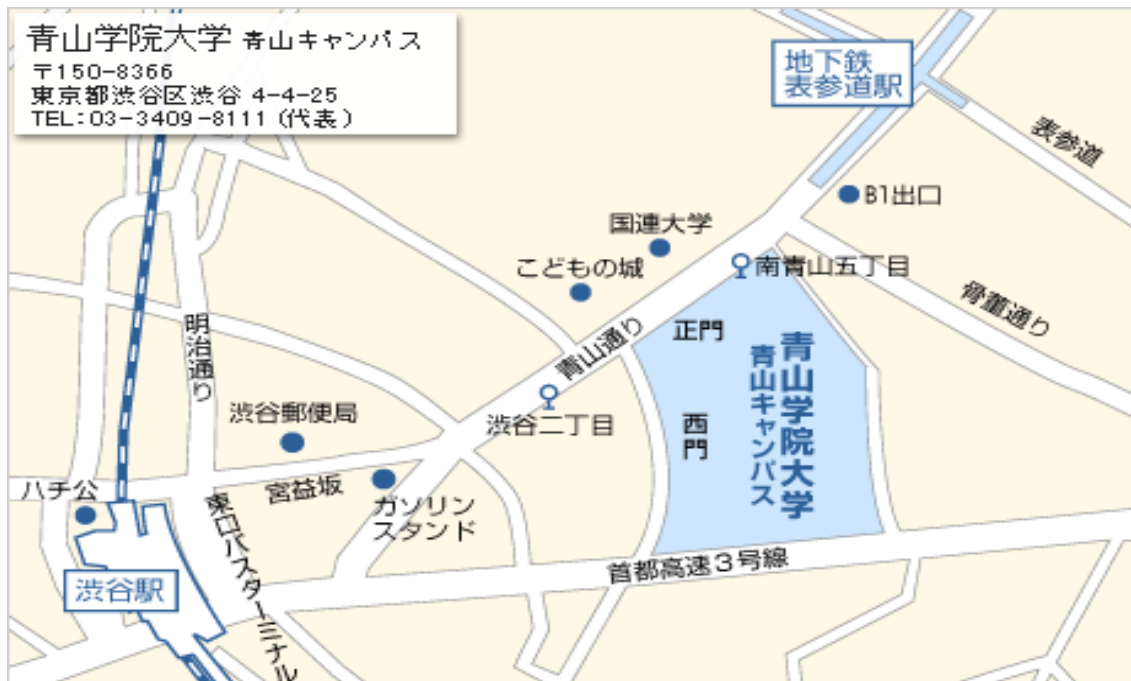 青山学院大学 青山キャンパス
〒150-8366
東京都渋谷区渋谷 4-4-25
TEL:03-3409-8111 (代表)
地下鉄
表参道駅
表参道
B1出口
国連大学
こどもの城
南青山五丁目
骨董通り
明治通り
青山通り
正門
青山学院大学
青山キャンパス
渋谷二丁目
西門
渋谷郵便局
ハチ公
宮益坂
ガソリン
スタンド
東口バスターミナル
首都高速3号線
渋谷駅